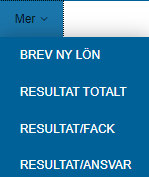 Mer
BREV NY LÖN
RESULTAT TOTALT
RESULTAT/FACK
RESULTAT/ANSVAR